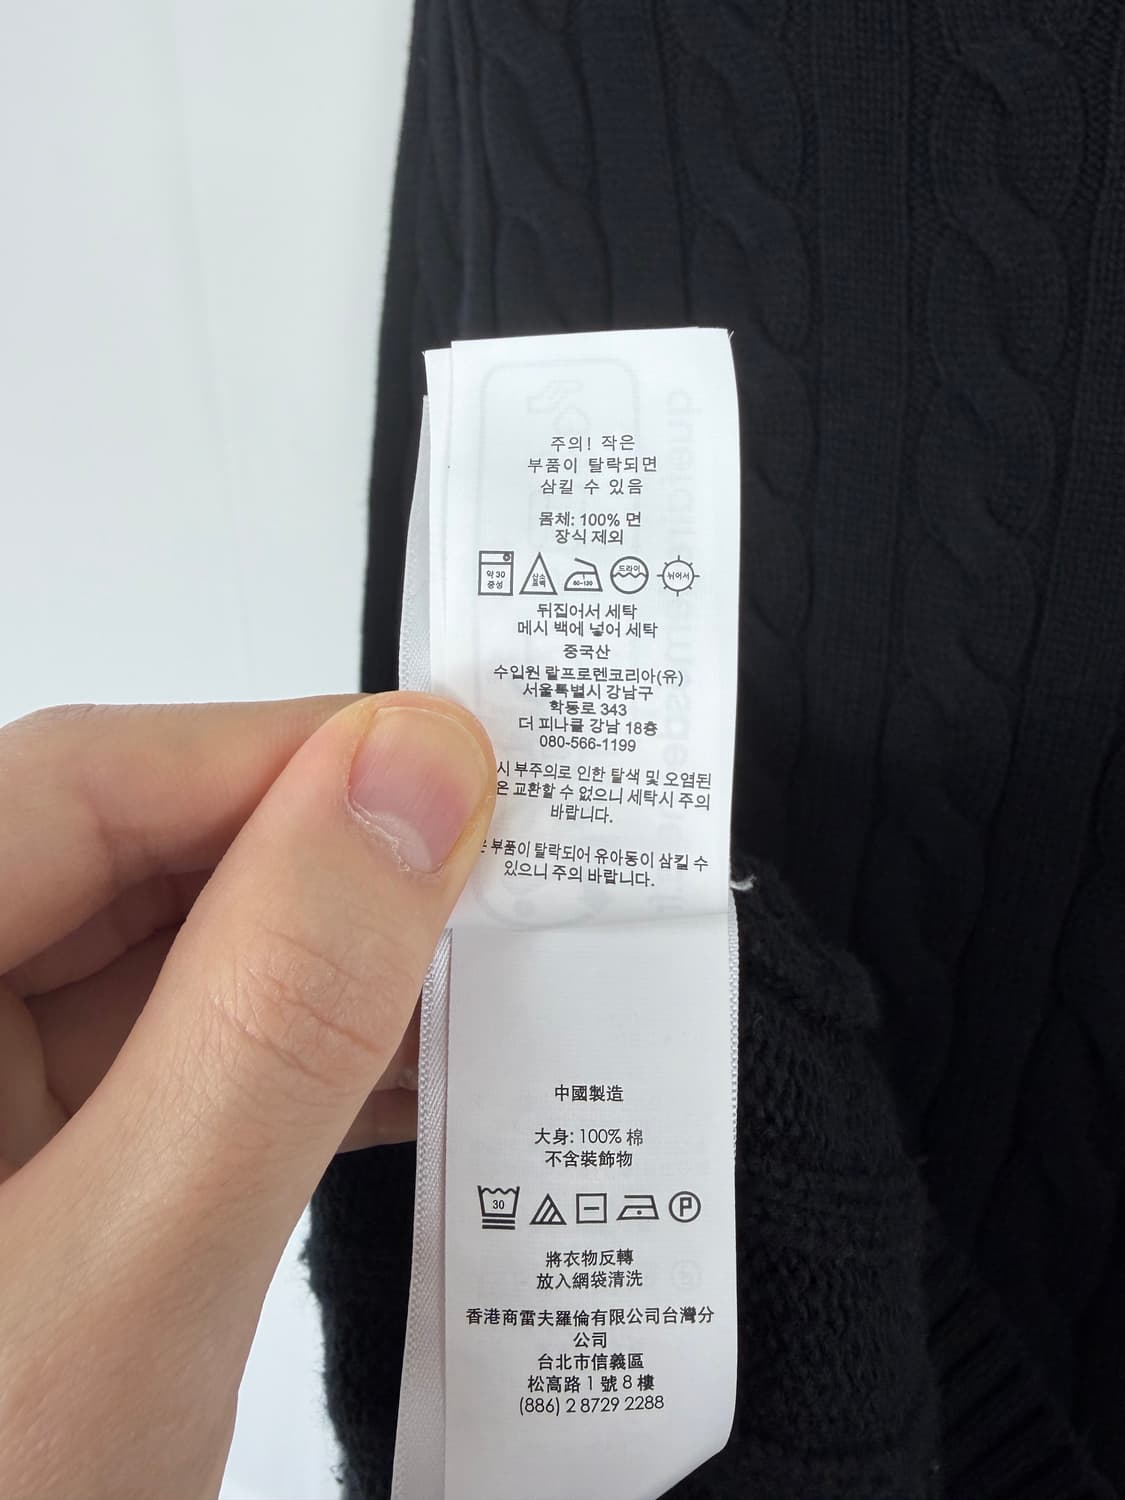 주의! 작은
부품이 탈락되면
삼킬 수 있음
몸체: 100% 면
장식 제외
약 30
중성
산소
표백
1
80~120
드라이
뉘어서
뒤집어서 세탁
메시 백에 넣어 세탁
중국산
수입원 랄프로렌코리아(유)
서울특별시 강남구
학동로 343
더 피나클 강남 18층
080-566-1199
시 부주의로 인한 탈색 및 오염된
교환할 수 없으니 세탁시 주의
바랍니다.
부품이 탈락되어 유아동이 삼킬 수
있으니 주의 바랍니다.
中國製造
大身: 100% 棉
不含裝飾物
30
P
將衣物反轉
放入網袋清洗
香港商雷夫羅倫有限公司台灣分
公司
台北市信義區
松高路 1 號 8 樓
(886) 2 8729 2288